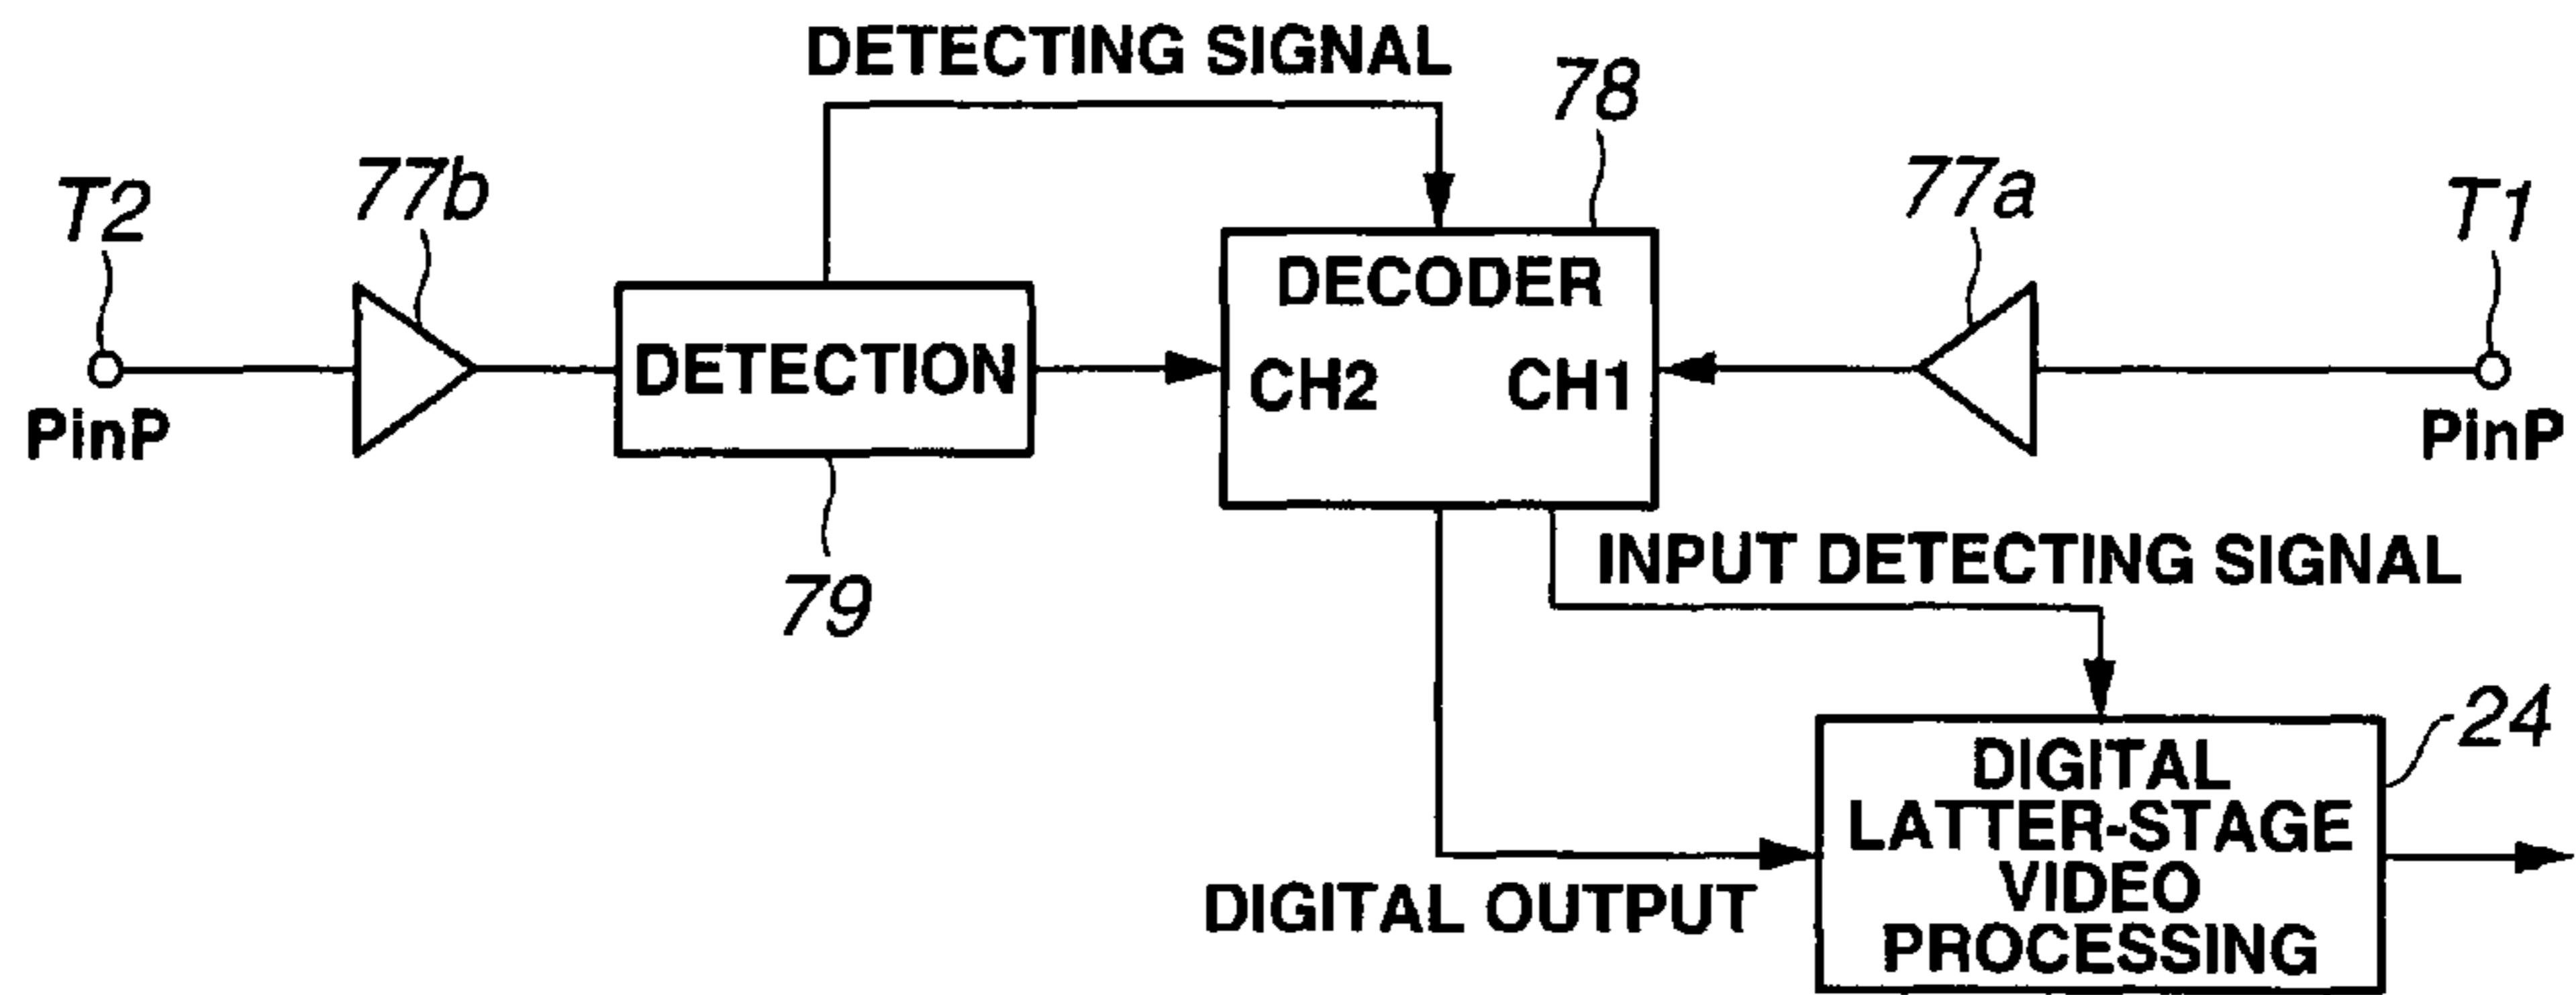 DETECTING SIGNAL
78
T2
77b
77a
T1
DECODER
DETECTION
CH2
CH1
PinP
PinP
79
INPUT DETECTING SIGNAL
24
DIGITAL
LATTER-STAGE
VIDEO
PROCESSING
DIGITAL OUTPUT